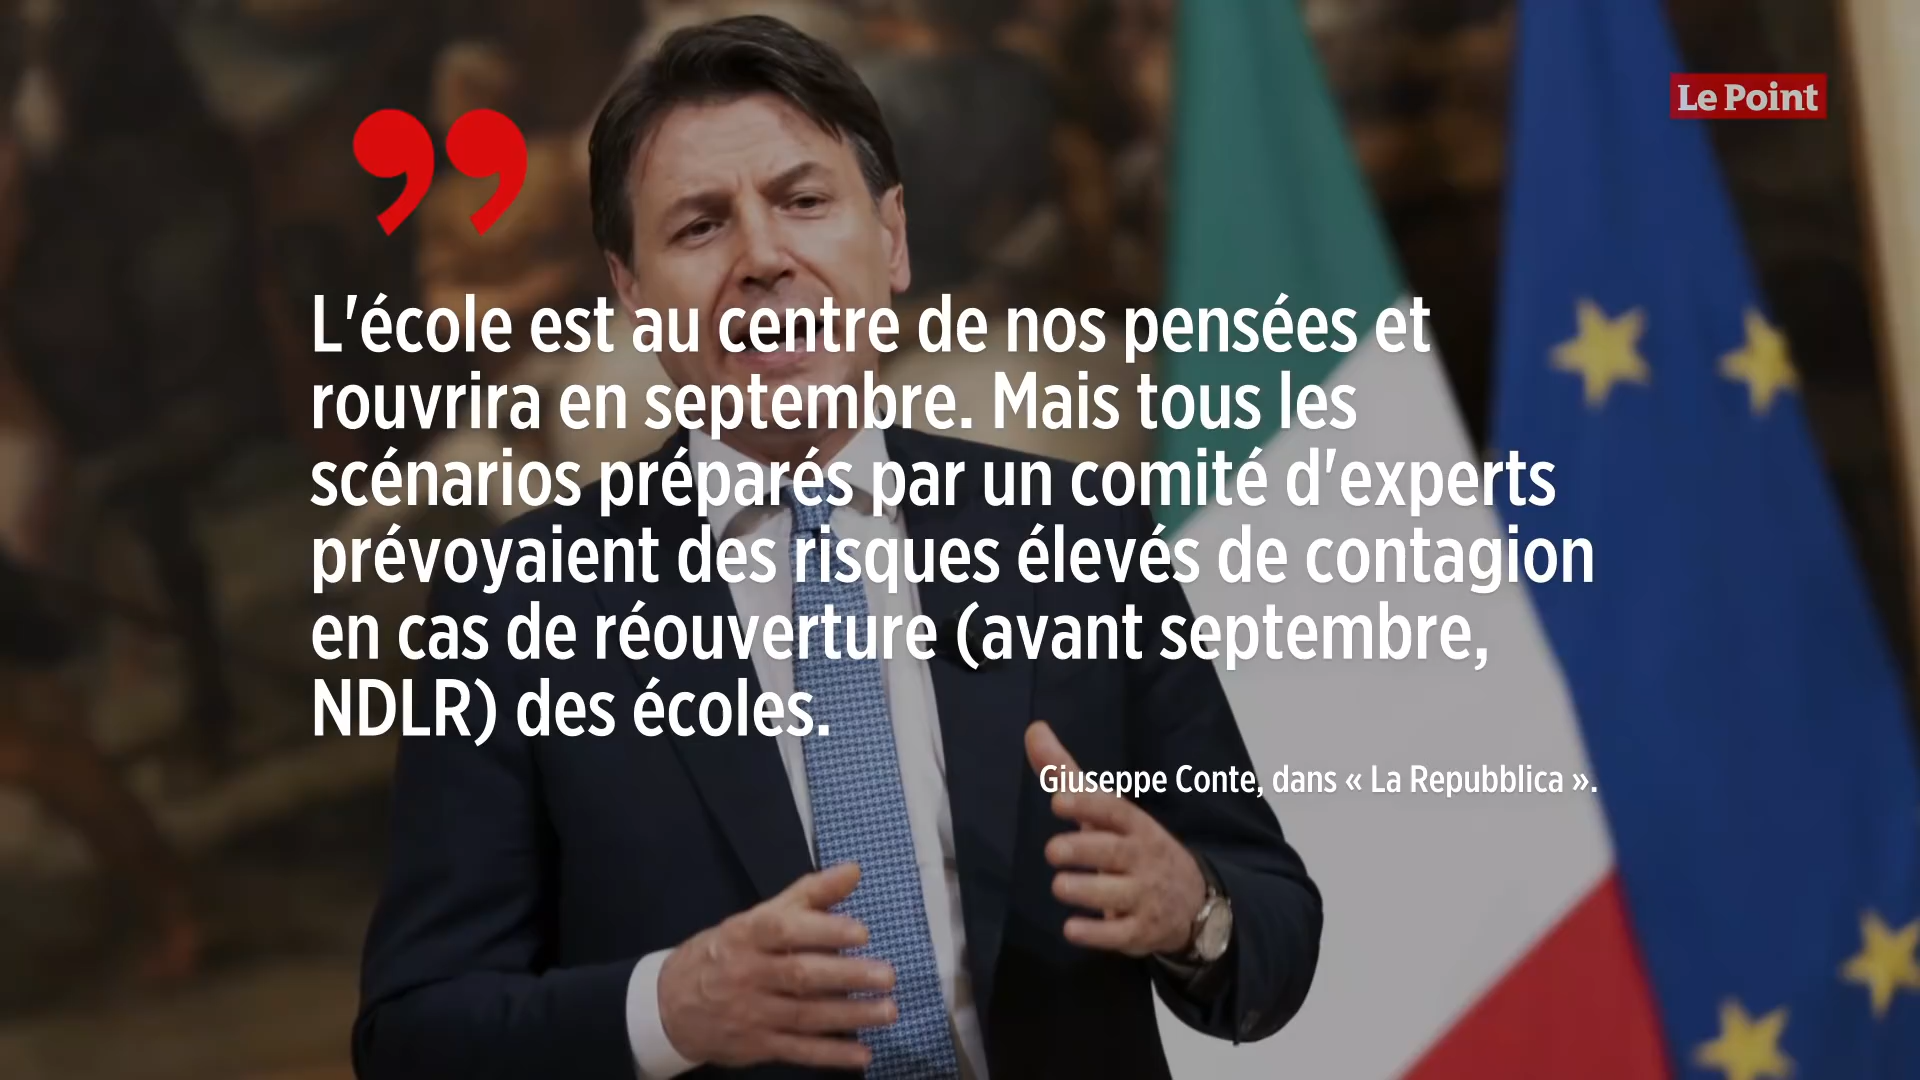 Le Point
L'école est au centre de nos pensées et
rouvrira en septembre. Mais tous les
scénarios préparés par un comité d'experts
prévoyaient des risques élevés de contagion
en cas de réouverture (avant septembre,
NDLR) des écoles.
Giuseppe Conte, dans « La Repubblica ».